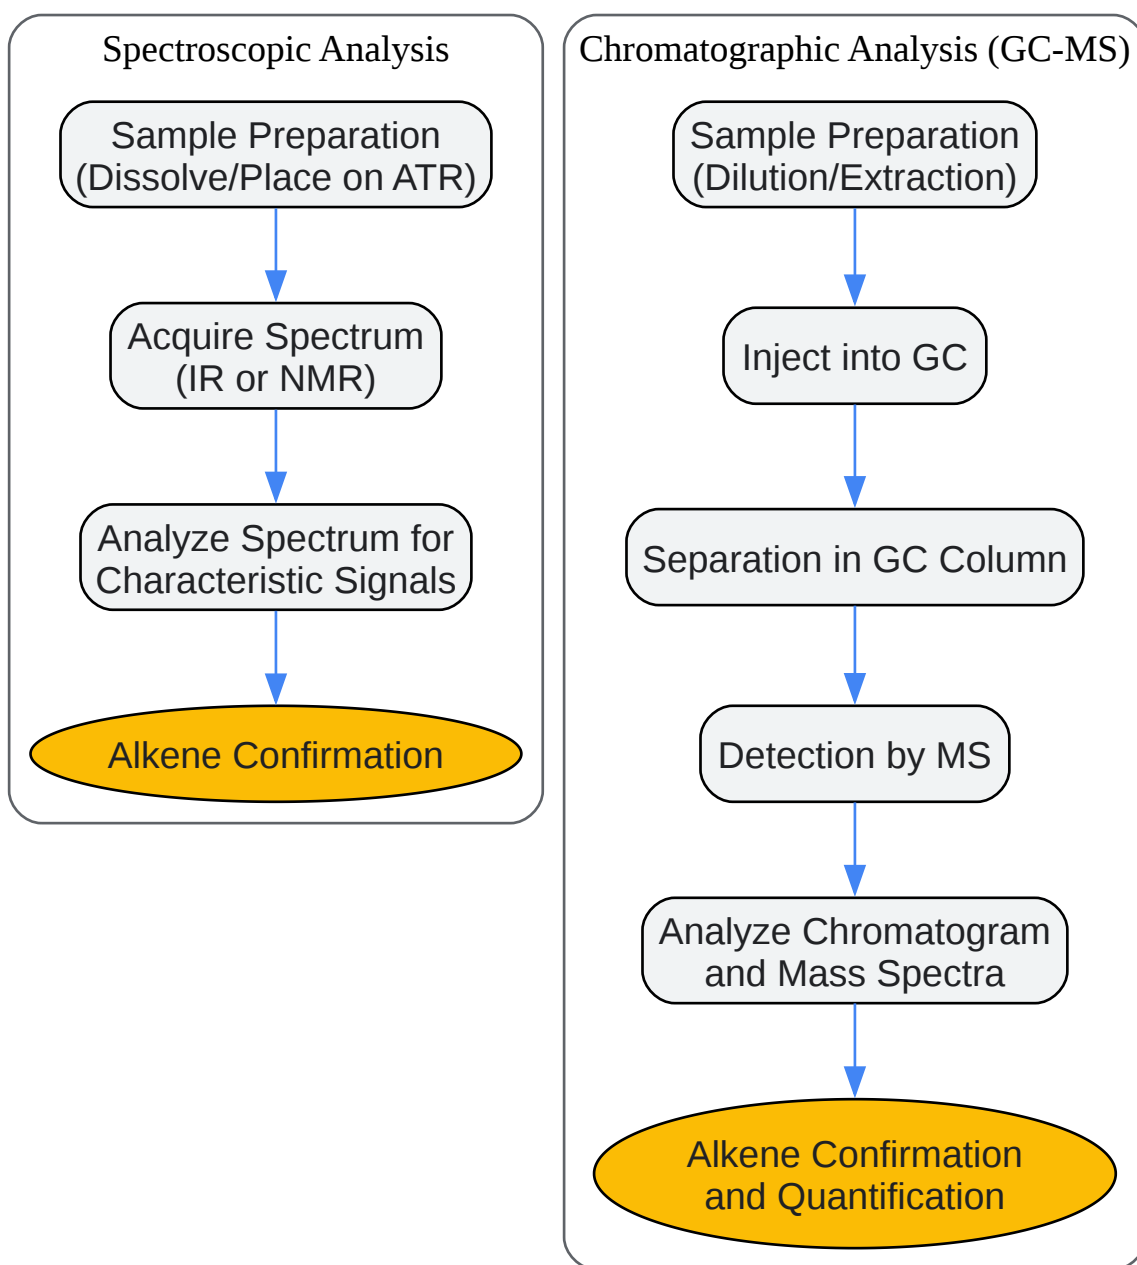 Spectroscopic Analysis
Sample Preparation
(Dissolve/Place on ATR)
Acquire Spectrum
(IR or NMR)
Analyze Spectrum for
Characteristic Signals
Alkene Confirmation
Chromatographic Analysis (GC-MS)
Sample Preparation
(Dilution/Extraction)
Inject into GC
Separation in GC Column
Detection by MS
Analyze Chromatogram
and Mass Spectra
Alkene Confirmation
and Quantification